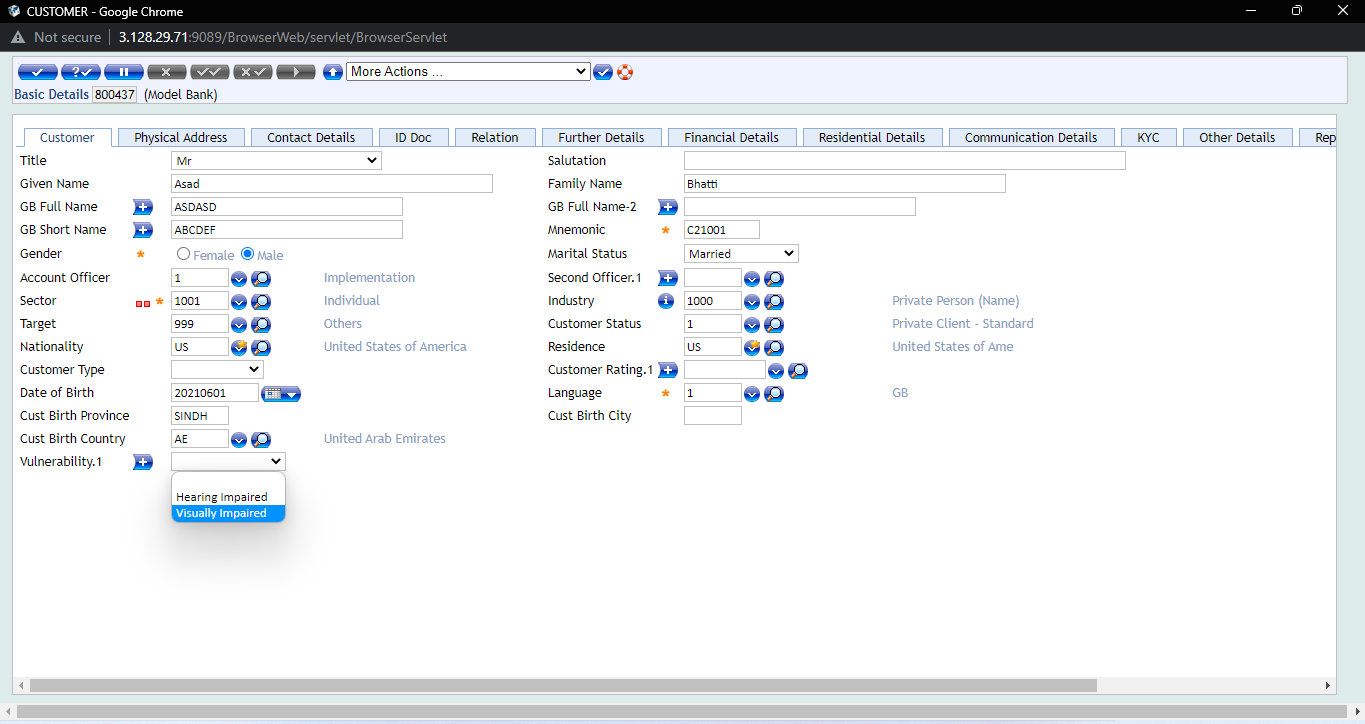 CUSTOMER - Google Chrome
Not secure 3.128.29.71:9089/BrowserWeb/servlet/BrowserServlet
More Actions ...
Basic Details 800437 (Model Bank)
Customer Physical Address Contact Details ID Doc Relation Further Details Financial Details Residential Details Communication Details KYC Other Details Rep
Title Mr Salutation
Given Name Asad Family Name Bhatti
GB Full Name ASDASD GB Full Name-2
GB Short Name ABCDEF Mnemonic * C21001
Gender * Female Male Marital Status Married
Account Officer 1 Implementation Second Officer.1
Sector * 1001 Individual Industry 1000 Private Person (Name)
Target 999 Others Customer Status 1 Private Client - Standard
Nationality US United States of America Residence US United States of Ame
Customer Type Customer Rating.1
Date of Birth 20210601 Language * 1 GB
Cust Birth Province SINDH Cust Birth City
Cust Birth Country AE United Arab Emirates
Vulnerability.1
Hearing Impaired
Visually Impaired